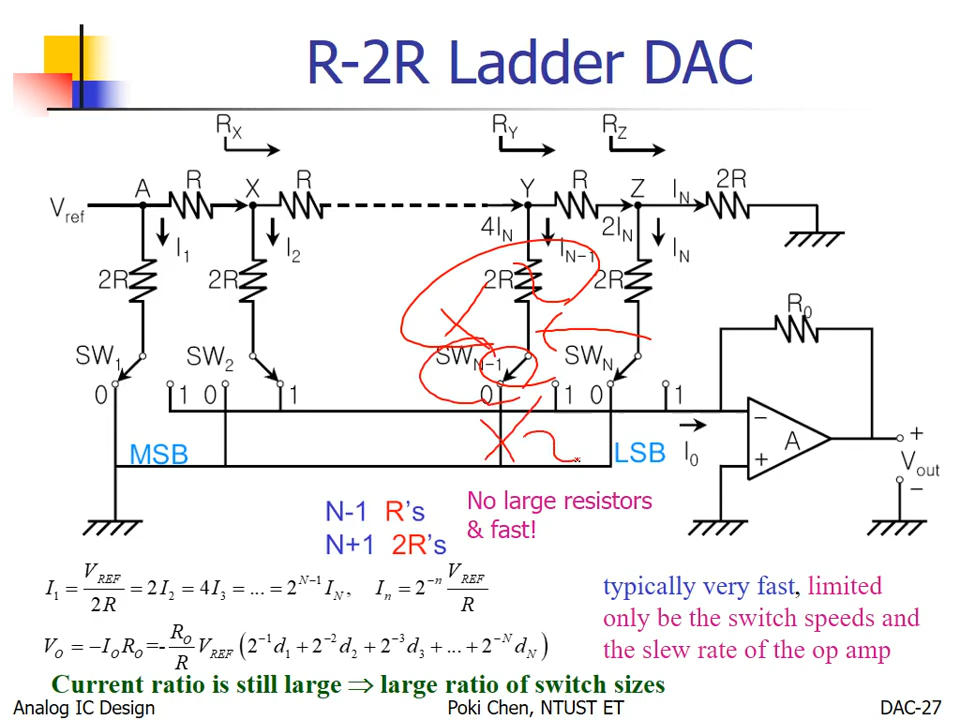 R-2R Ladder DAC
R_X R_Y R_Z
A R X R Y R Z I_N 2R
V_ref
I_1 I_2 4I_N I_{N-1} 2I_N I_N
2R 2R 2R 2R
R_0
SW_1 SW_2 SW_{N-1} SW_N
0 1 0 1 0 1 0 1
− A +
+ V_out −
MSB LSB I_0
X 2
No large resistors
& fast!
N-1 R's
N+1 2R's
I_1 = V_REF / 2R = 2I_2 = 4I_3 = ... = 2^{N-1} I_N, I_n = 2^{-n} V_REF / R
V_O = -I_O R_O =- R_O / R V_REF (2^{-1} d_1 + 2^{-2} d_2 + 2^{-3} d_3 + ... + 2^{-N} d_N)
typically very fast, limited
only be the switch speeds and
the slew rate of the op amp
Current ratio is still large ⇒ large ratio of switch sizes
Analog IC Design Poki Chen, NTUST ET DAC-27